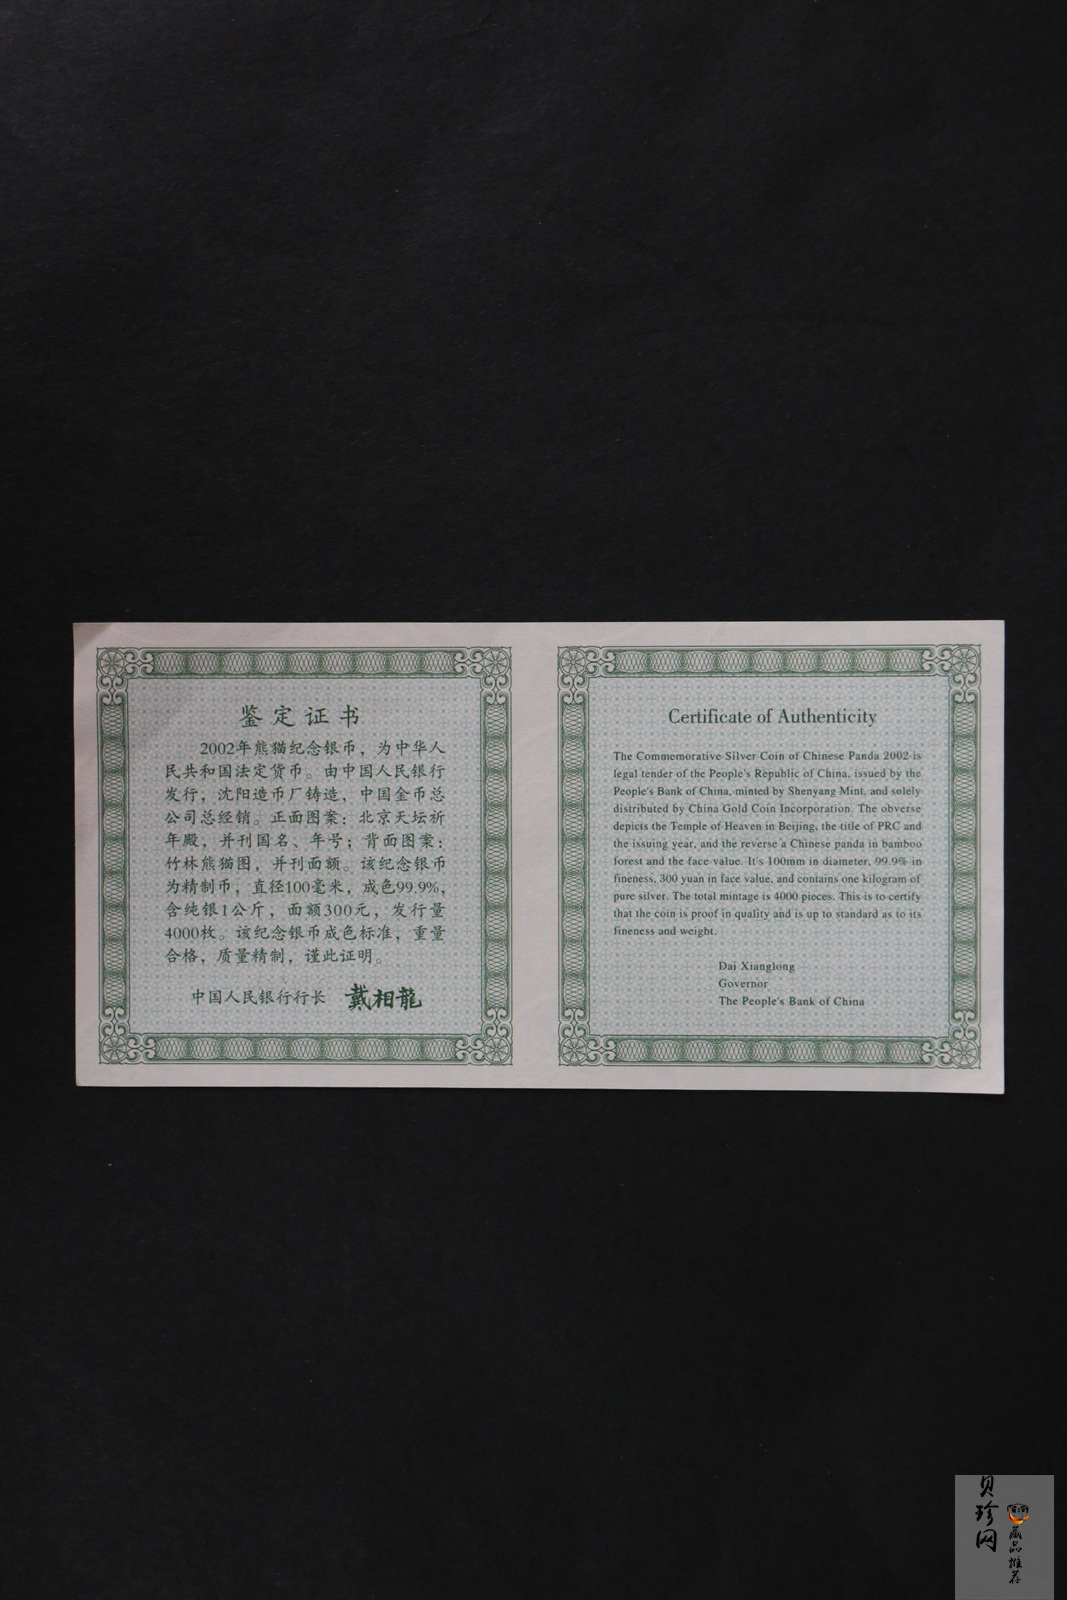 鉴定证书
2002年熊猫纪念银币，为中华人
民共和国法定货币。由中国人民银行
发行，沈阳造币厂铸造，中国金币总
公司总经销。正面图案：北京天坛祈
年殿，并刊国名、年号；背面图案：
竹林熊猫图，并刊面额。该纪念银币
为精制币，直径100毫米，成色99.9%，
含纯银1公斤，面额300元，发行量
4000枚。该纪念银币成色标准，重量
合格，质量精制，谨此证明。
中国人民银行行长 戴相龍
Certificate of Authenticity
The Commemorative Silver Coin of Chinese Panda 2002 is
legal tender of the People's Republic of China, issued by the
People's Bank of China, minted by Shenyang Mint, and solely
distributed by China Gold Coin Incorporation. The obverse
depicts the Temple of Heaven in Beijing, the title of PRC and
the issuing year, and the reverse a Chinese panda in bamboo
forest and the face value. It's 100mm in diameter, 99.9% in
fineness, 300 yuan in face value, and contains one kilogram of
pure silver. The total mintage is 4000 pieces. This is to certify
that the coin is proof in quality and is up to standard as to its
fineness and weight.
Dai Xianglong
Governor
The People's Bank of China
贝珍网
藏品推荐